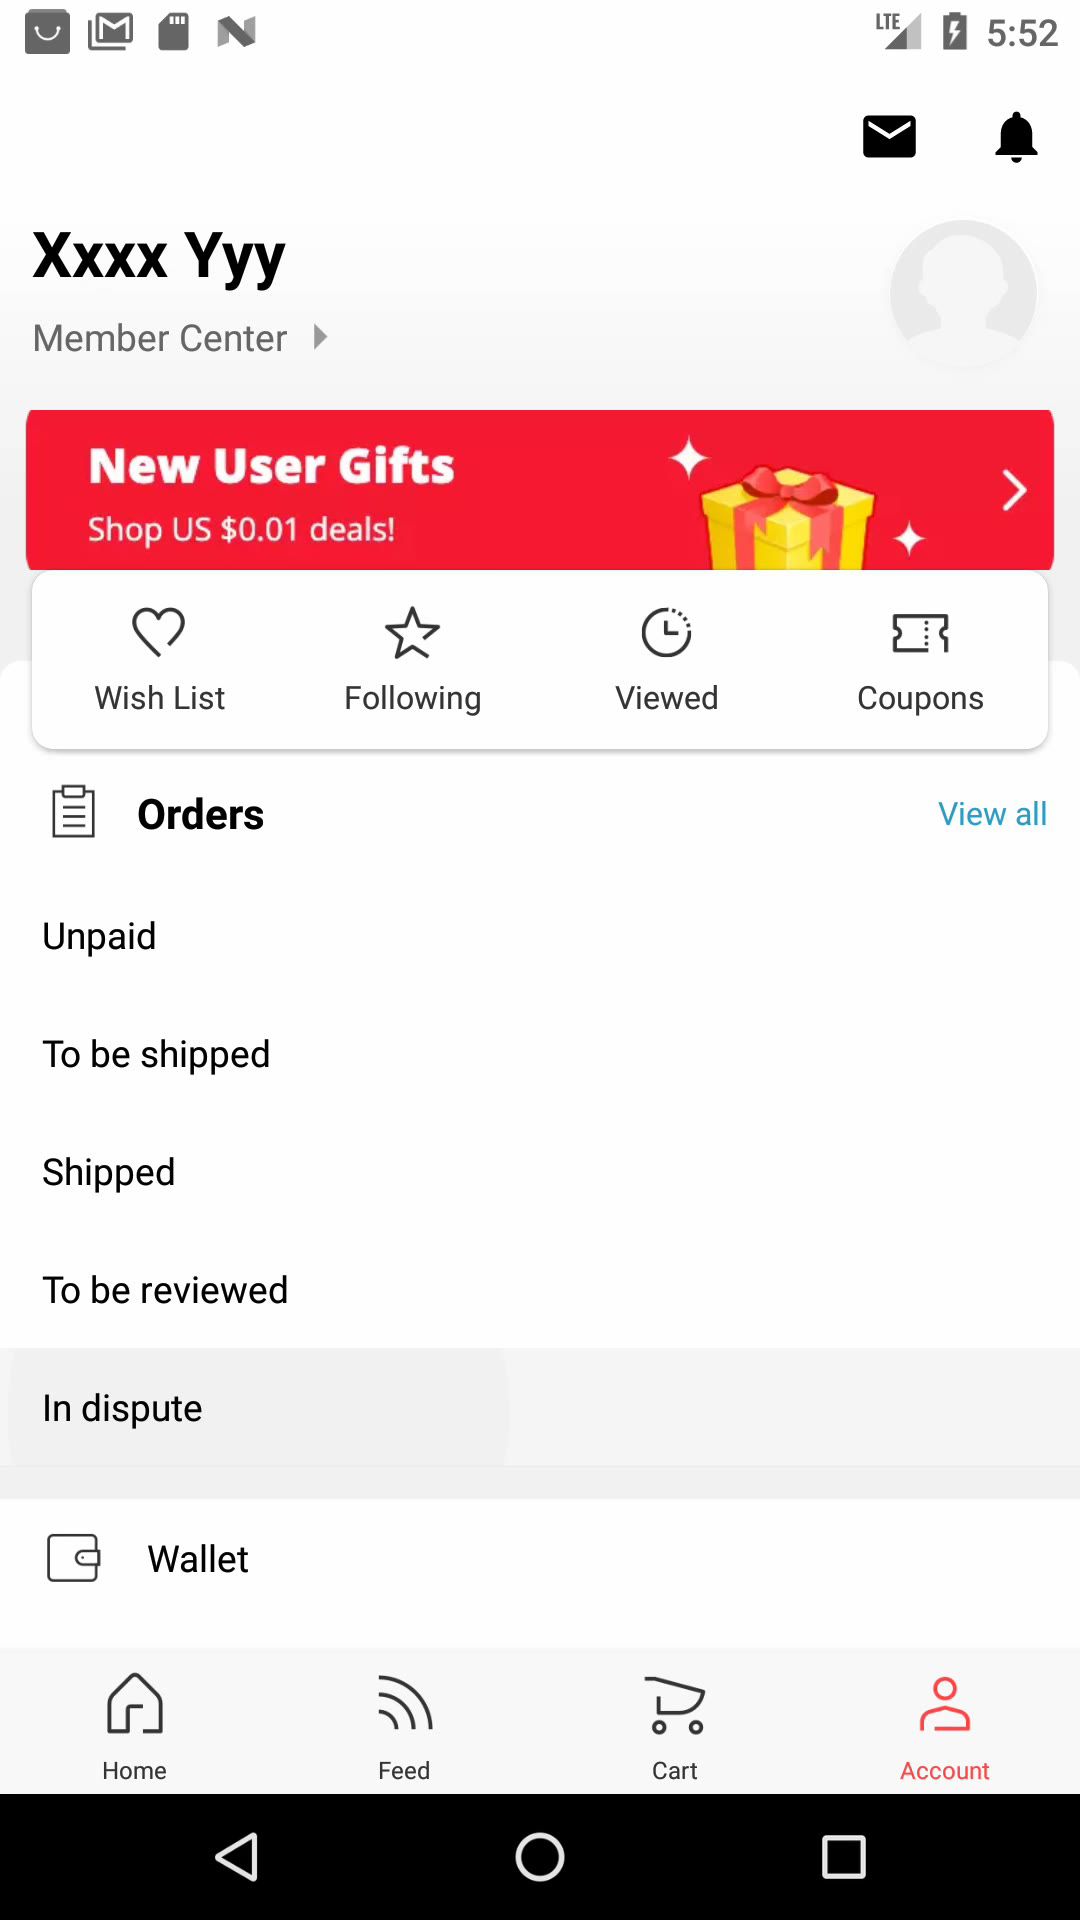 LTE 5:52
Xxxx Yyy
Member Center
New User Gifts
Shop US $0.01 deals!
Wish List Following Viewed Coupons
Orders View all
Unpaid
To be shipped
Shipped
To be reviewed
In dispute
Wallet
Home Feed Cart Account